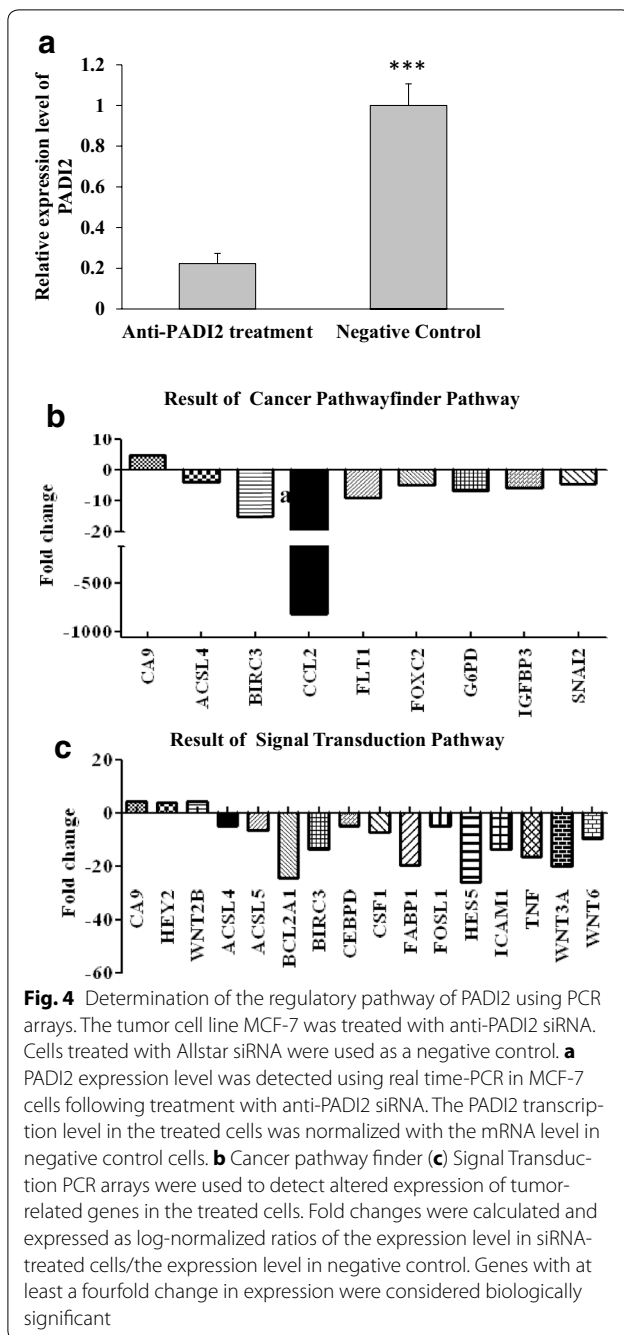 a
***
1.2
1
0.8
0.6
0.4
0.2
0
Relative expression level of
PADI2
Anti-PADI2 treatment Negative Control
Result of Cancer Pathwayfinder Pathway
b
10
0
-10
-20
-500
-1000
Fold change
a
CA9
ACSL4
BIRC3
CCL2
FLT1
FOXC2
G6PD
IGFBP3
SNAI2
c
Result of Signal Transduction Pathway
20
0
-20
-40
-60
Fold change
CA9
HEY2
WNT2B
ACSL4
ACSL5
BCL2A1
BIRC3
CEBPD
CSF1
FABP1
FOSL1
HES5
ICAM1
TNF
WNT3A
WNT6
Fig. 4 Determination of the regulatory pathway of PADI2 using PCR
arrays. The tumor cell line MCF-7 was treated with anti-PADI2 siRNA.
Cells treated with Allstar siRNA were used as a negative control. a
PADI2 expression level was detected using real time-PCR in MCF-7
cells following treatment with anti-PADI2 siRNA. The PADI2 transcrip-
tion level in the treated cells was normalized with the mRNA level in
negative control cells. b Cancer pathway finder (c) Signal Transduc-
tion PCR arrays were used to detect altered expression of tumor-
related genes in the treated cells. Fold changes were calculated and
expressed as log-normalized ratios of the expression level in siRNA-
treated cells/the expression level in negative control. Genes with at
least a fourfold change in expression were considered biologically
significant